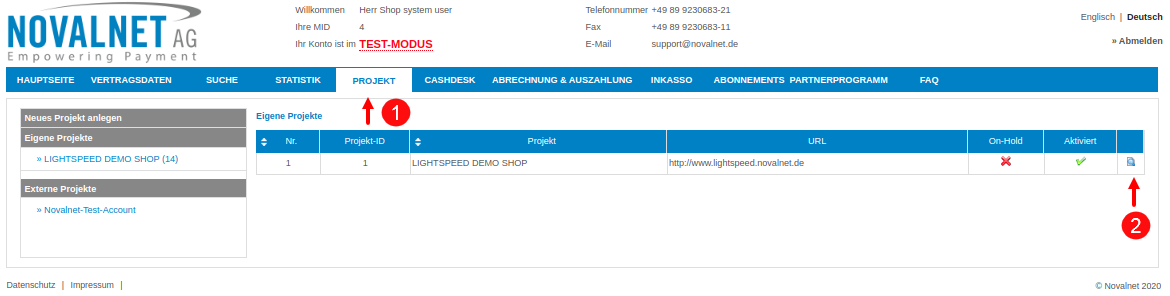 NOVALNET AG
Empowering Payment
Willkommen Herr Shop system user
Ihre MID 4
Ihr Konto ist im TEST-MODUS
Telefonnummer +49 89 9230683-21
Fax +49 89 9230683-11
E-Mail support@novalnet.de
Englisch | Deutsch
» Abmelden
HAUPTSEITE VERTRAGSDATEN SUCHE STATISTIK PROJEKT CASHDESK ABRECHNUNG & AUSZAHLUNG INKASSO ABONNEMENTS PARTNERPROGRAMM FAQ
1
Neues Projekt anlegen
Eigene Projekte
» LIGHTSPEED DEMO SHOP (14)
Externe Projekte
» Novalnet-Test-Account
Eigene Projekte
Nr. Projekt-ID Projekt URL On-Hold Aktiviert
1 1 LIGHTSPEED DEMO SHOP http://www.lightspeed.novalnet.de
2
Datenschutz | Impressum |
© Novalnet 2020